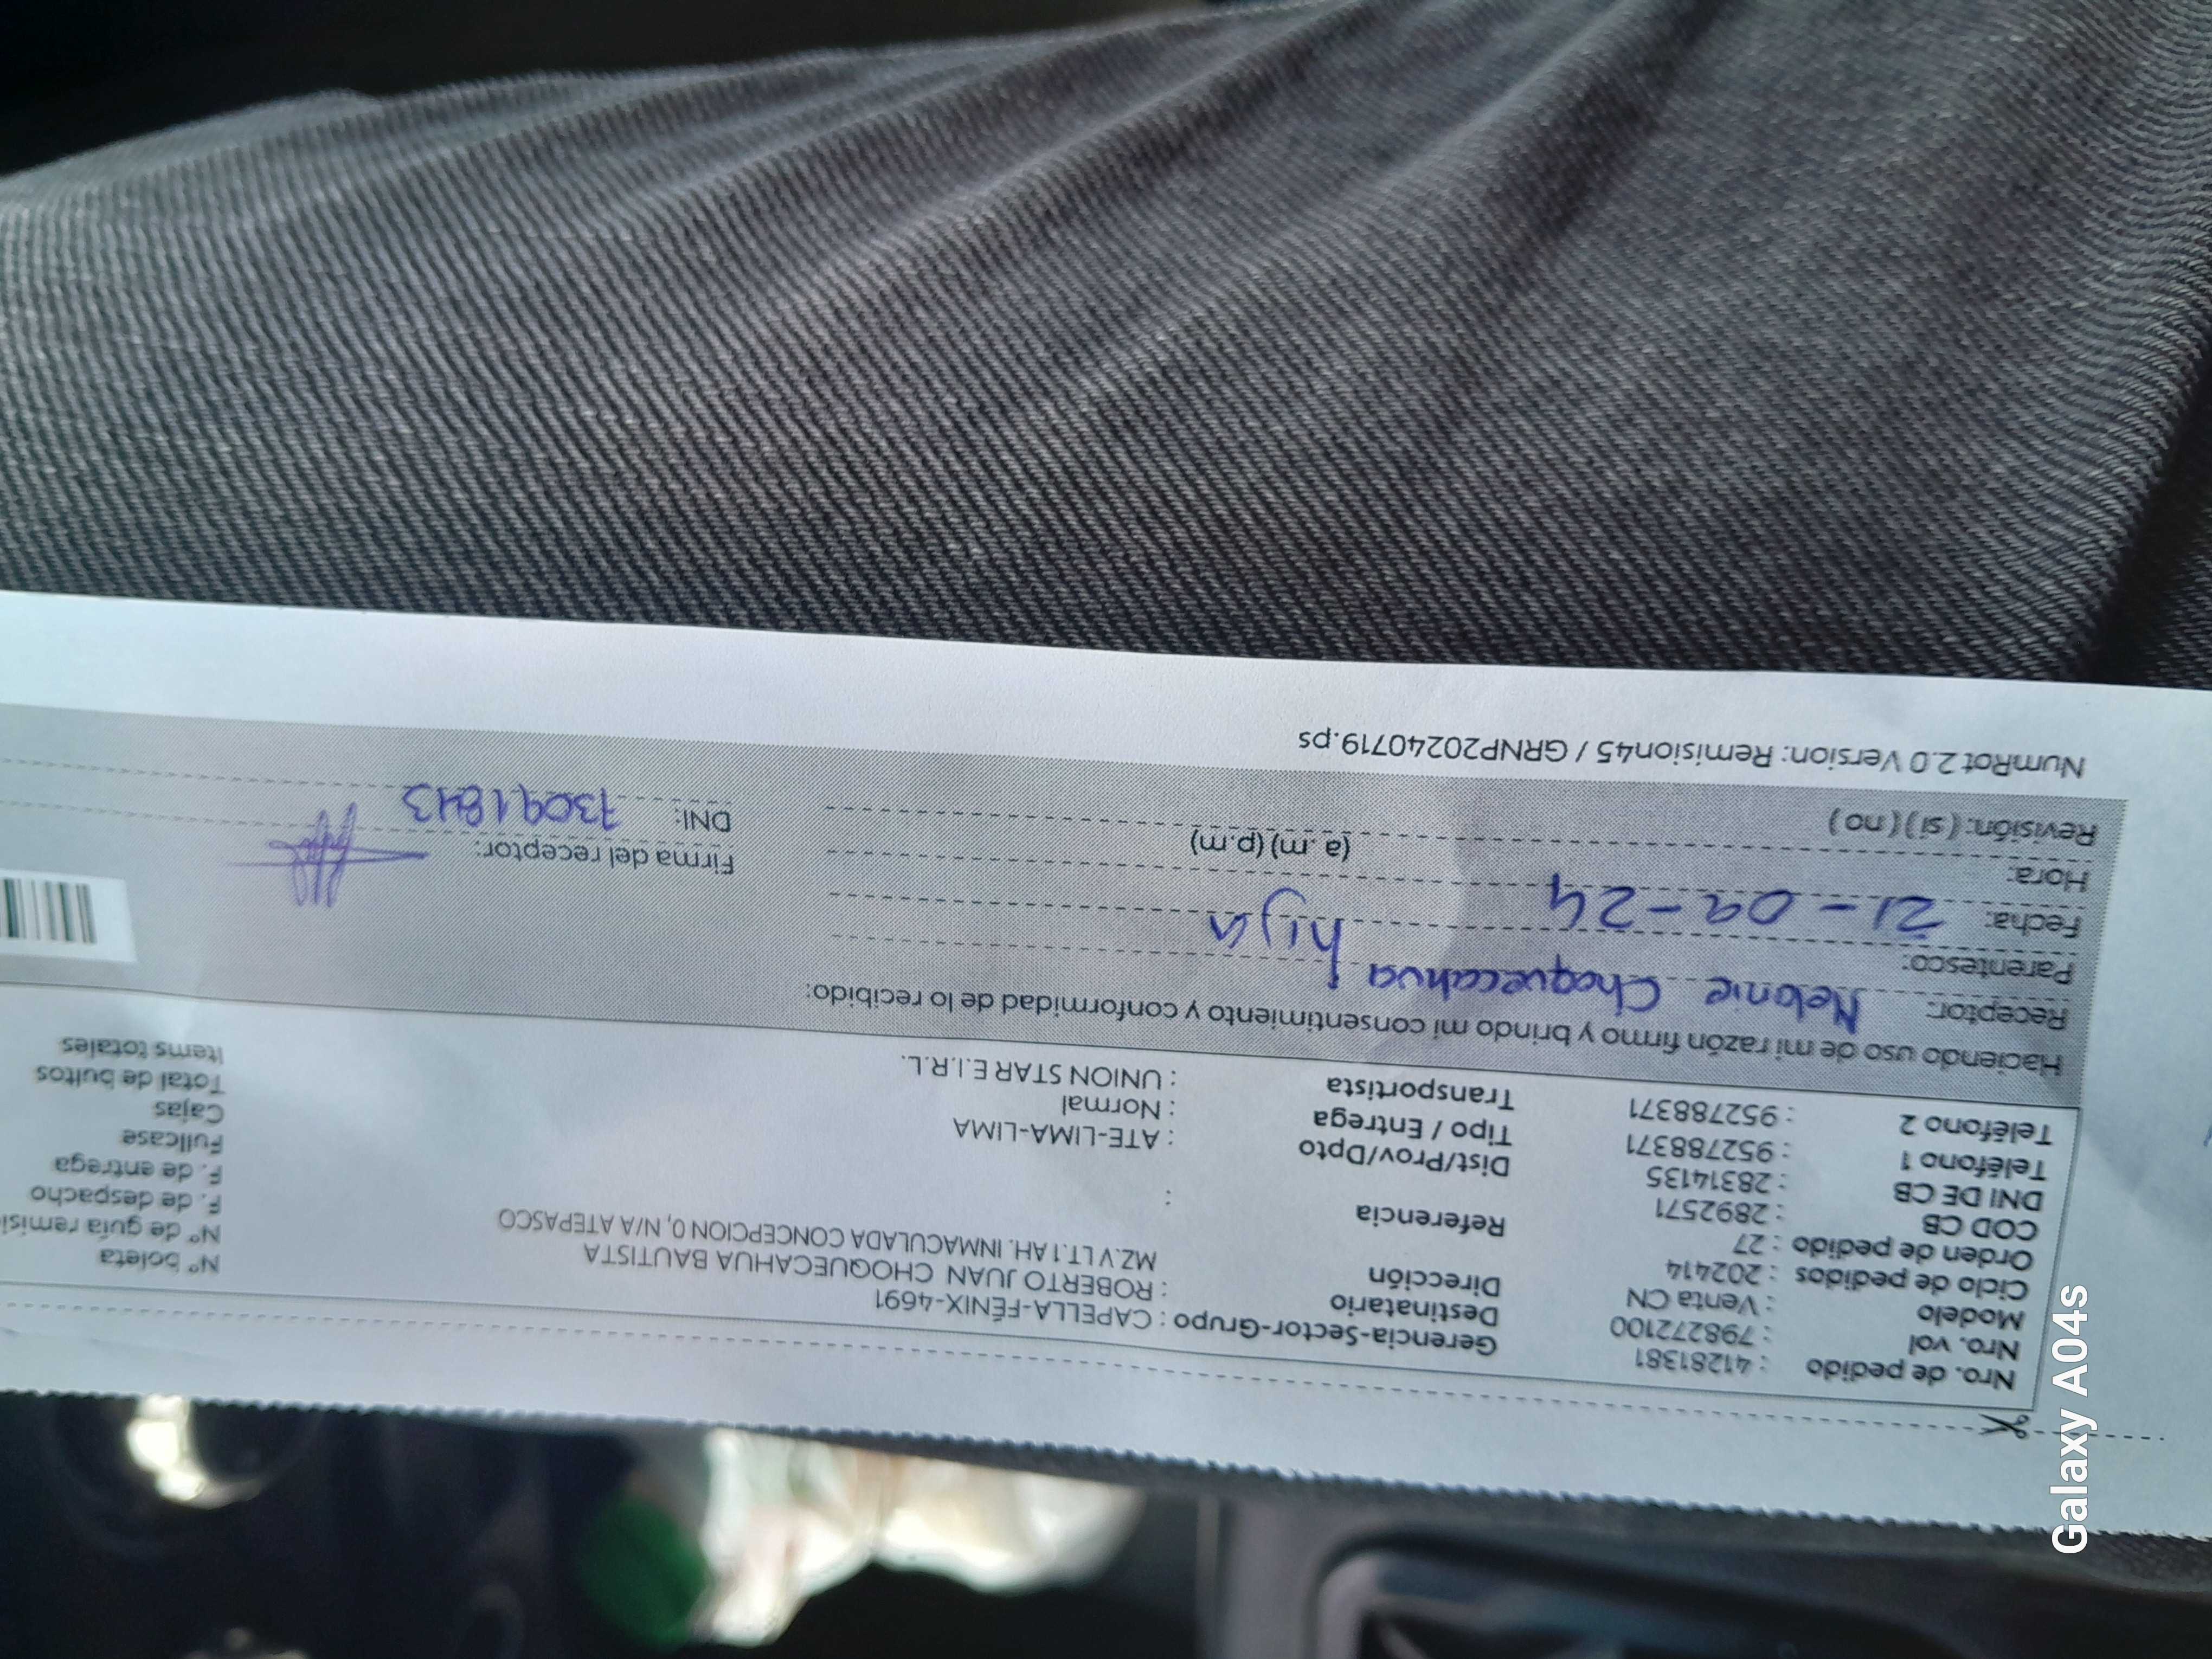 Nro. de pedido : 41281381
Nro. vol : 798272100
Modelo : Venta CN
Ciclo de pedidos : 202414
Orden de pedido : 27
COD CB : 2892571
DNI DE CB : 28314135
Teléfono 1 : 952788371
Teléfono 2 : 952788371
Gerencia-Sector-Grupo : CAPELLA-FÉNIX-4691
Destinatario : ROBERTO JUAN CHOQUECAHUA BAUTISTA
Dirección MZ.V LT.1 AH. INMACULADA CONCEPCION 0, N/A ATEPASCO
Referencia :
Dist/Prov/Dpto : ATE-LIMA-LIMA
Tipo / Entrega : Normal
Transportista : UNION STAR E.I.R.L.
Nº boleta
Nº de guía remisi
F. de despacho
F. de entrega
Fullcase
Cajas
Total de bultos
Items totales
Haciendo uso de mi razón firmo y brindo mi consentimiento y conformidad de lo recibido:
Receptor: Melanie Choquecahua
Parentesco: hija
Fecha: 21-09-24
Hora: (a.m) (p.m)
Revisión: ( si ) ( no )
Firma del receptor:
DNI: 73091843
NumRot 2.0 Version: Remision45 / GRNP20240719.ps
Galaxy A04s